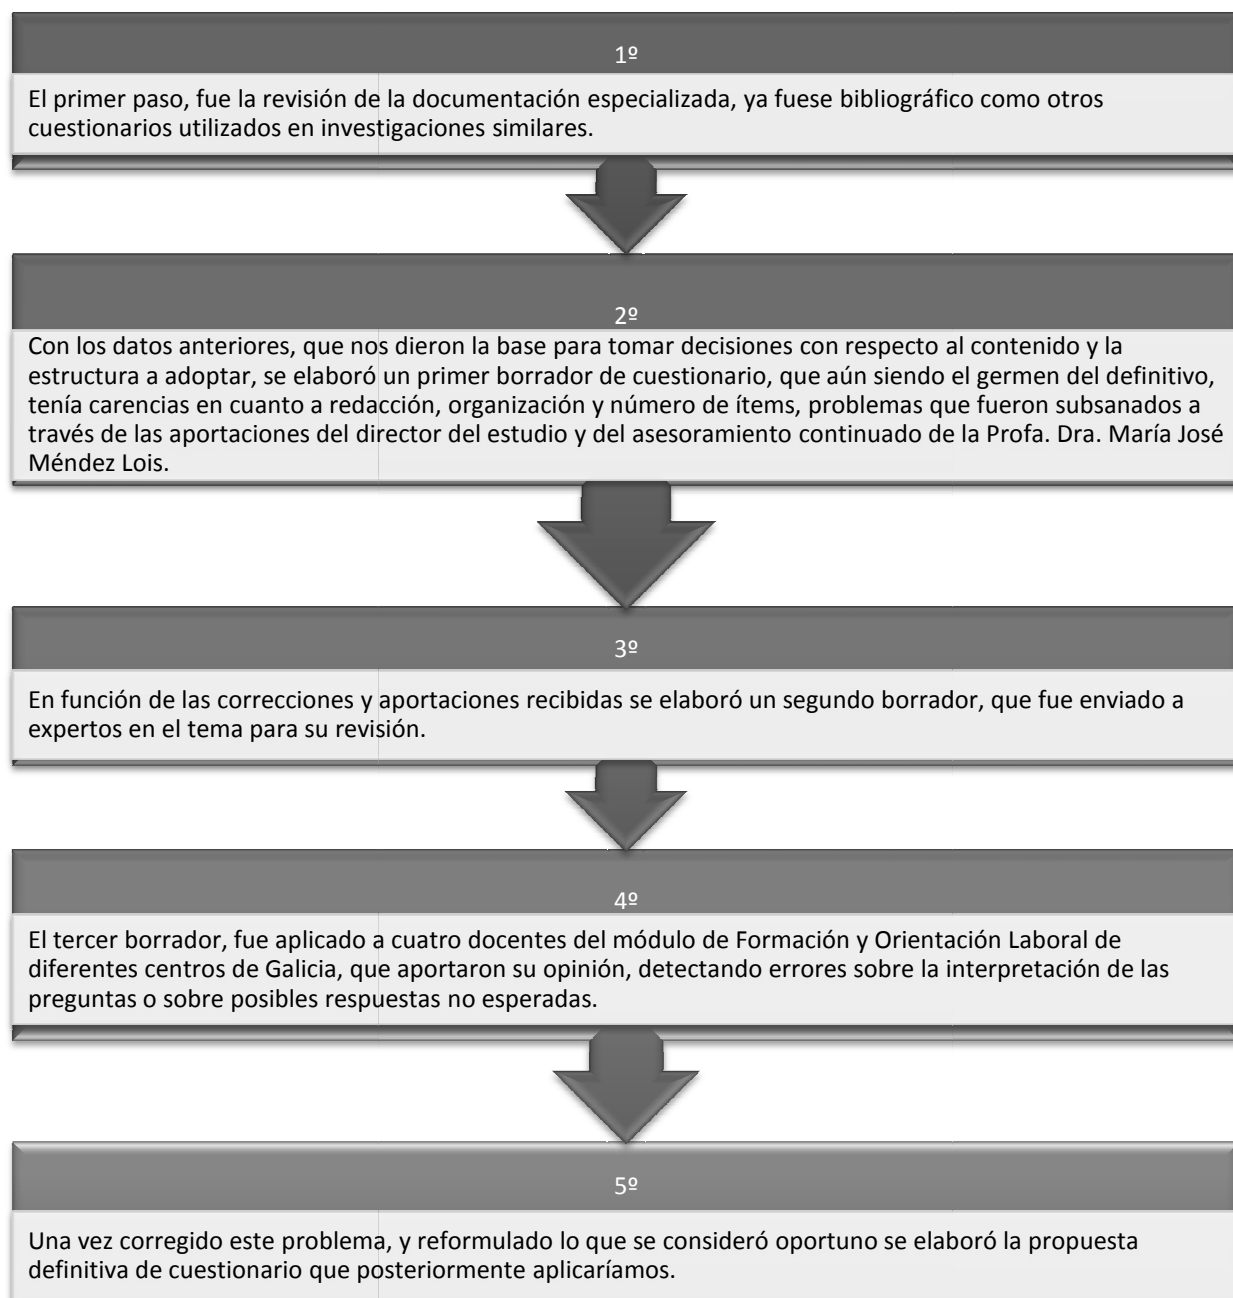 1º
El primer paso, fue la revisión de la documentación especializada, ya fuese bibliográfico como otros
cuestionarios utilizados en investigaciones similares.
2º
Con los datos anteriores, que nos dieron la base para tomar decisiones con respecto al contenido y la
estructura a adoptar, se elaboró un primer borrador de cuestionario, que aún siendo el germen del definitivo,
tenía carencias en cuanto a redacción, organización y número de ítems, problemas que fueron subsanados a
través de las aportaciones del director del estudio y del asesoramiento continuado de la Profa. Dra. María José
Méndez Lois.
3º
En función de las correcciones y aportaciones recibidas se elaboró un segundo borrador, que fue enviado a
expertos en el tema para su revisión.
4º
El tercer borrador, fue aplicado a cuatro docentes del módulo de Formación y Orientación Laboral de
diferentes centros de Galicia, que aportaron su opinión, detectando errores sobre la interpretación de las
preguntas o sobre posibles respuestas no esperadas.
5º
Una vez corregido este problema, y reformulado lo que se consideró oportuno se elaboró la propuesta
definitiva de cuestionario que posteriormente aplicaríamos.